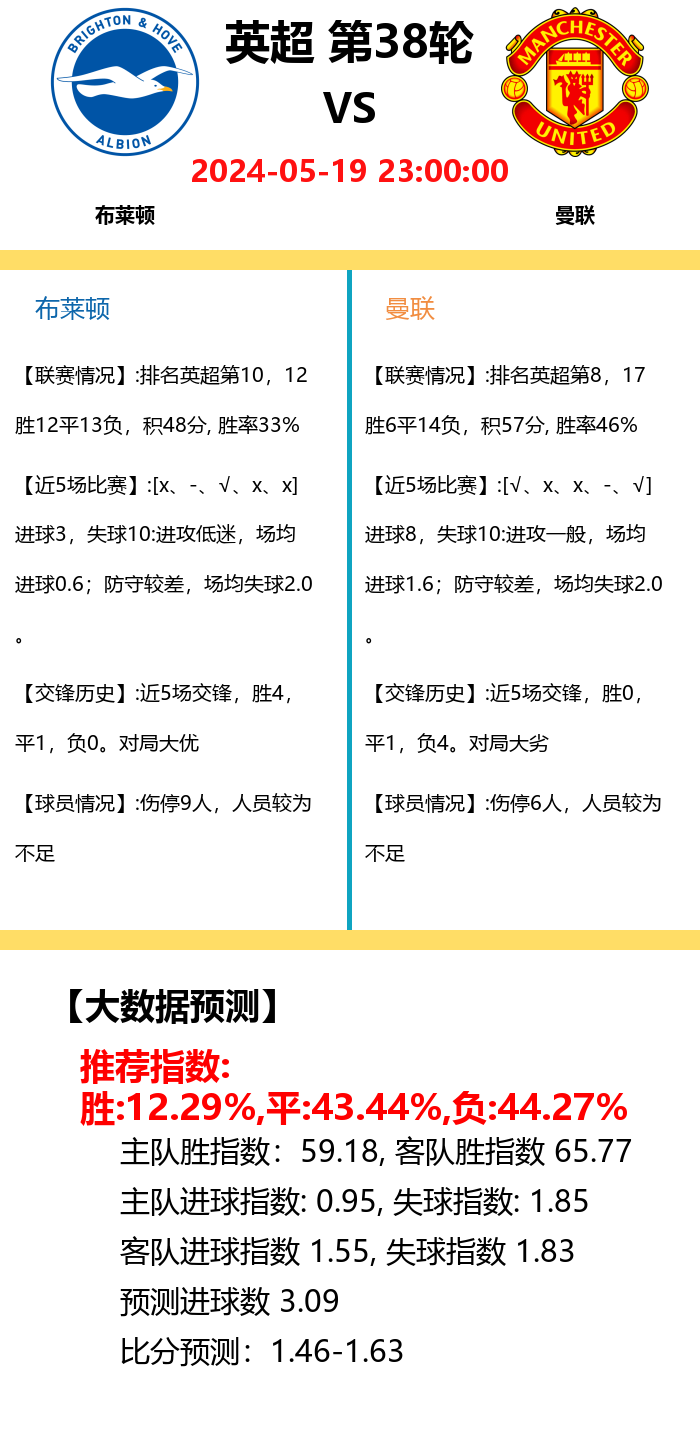 BRIGHTON & HOVE
ALBION
英超 第38轮
VS
MANCHESTER
UNITED
2024-05-19 23:00:00
布莱顿
曼联
布莱顿
【联赛情况】:排名英超第10，12
胜12平13负，积48分, 胜率33%
【近5场比赛】:[x、-、√、x、x]
进球3，失球10:进攻低迷，场均
进球0.6；防守较差，场均失球2.0
。
【交锋历史】:近5场交锋，胜4，
平1，负0。对局大优
【球员情况】:伤停9人，人员较为
不足
曼联
【联赛情况】:排名英超第8，17
胜6平14负，积57分, 胜率46%
【近5场比赛】:[√、x、x、-、√]
进球8，失球10:进攻一般，场均
进球1.6；防守较差，场均失球2.0
。
【交锋历史】:近5场交锋，胜0，
平1，负4。对局大劣
【球员情况】:伤停6人，人员较为
不足
【大数据预测】
推荐指数:
胜:12.29%,平:43.44%,负:44.27%
主队胜指数：59.18, 客队胜指数 65.77
主队进球指数: 0.95, 失球指数: 1.85
客队进球指数 1.55, 失球指数 1.83
预测进球数 3.09
比分预测：1.46-1.63